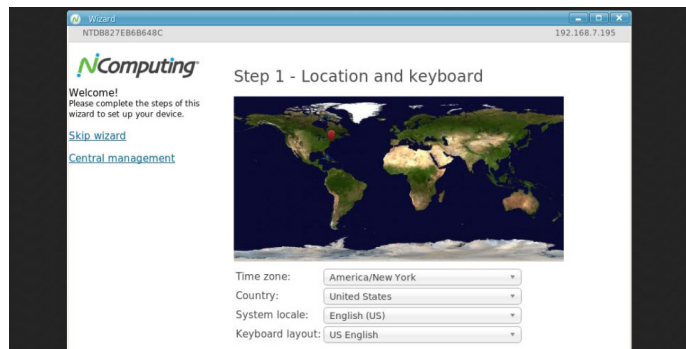 Wizard
NTDB827EB6B648C
192.168.7.195
NComputing
Welcome!
Please complete the steps of this
wizard to set up your device.
Skip wizard
Central management
Step 1 - Location and keyboard
Time zone: America/New York
Country: United States
System locale: English (US)
Keyboard layout: US English